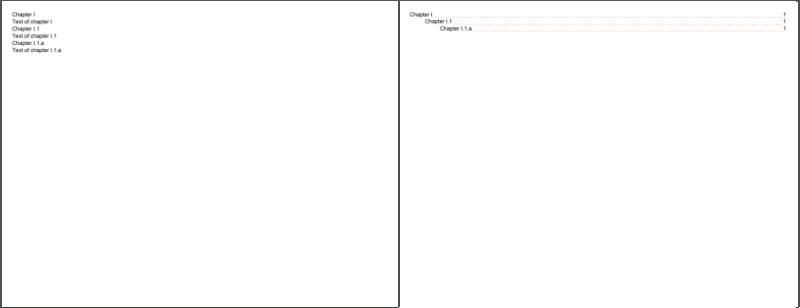 Chapter I
Text of chapter I
Chapter I.1
Text of chapter I.1
Chapter I.1.a
Text of chapter I.1.a
Chapter I 1
Chapter I.1 1
Chapter I.1.a 1